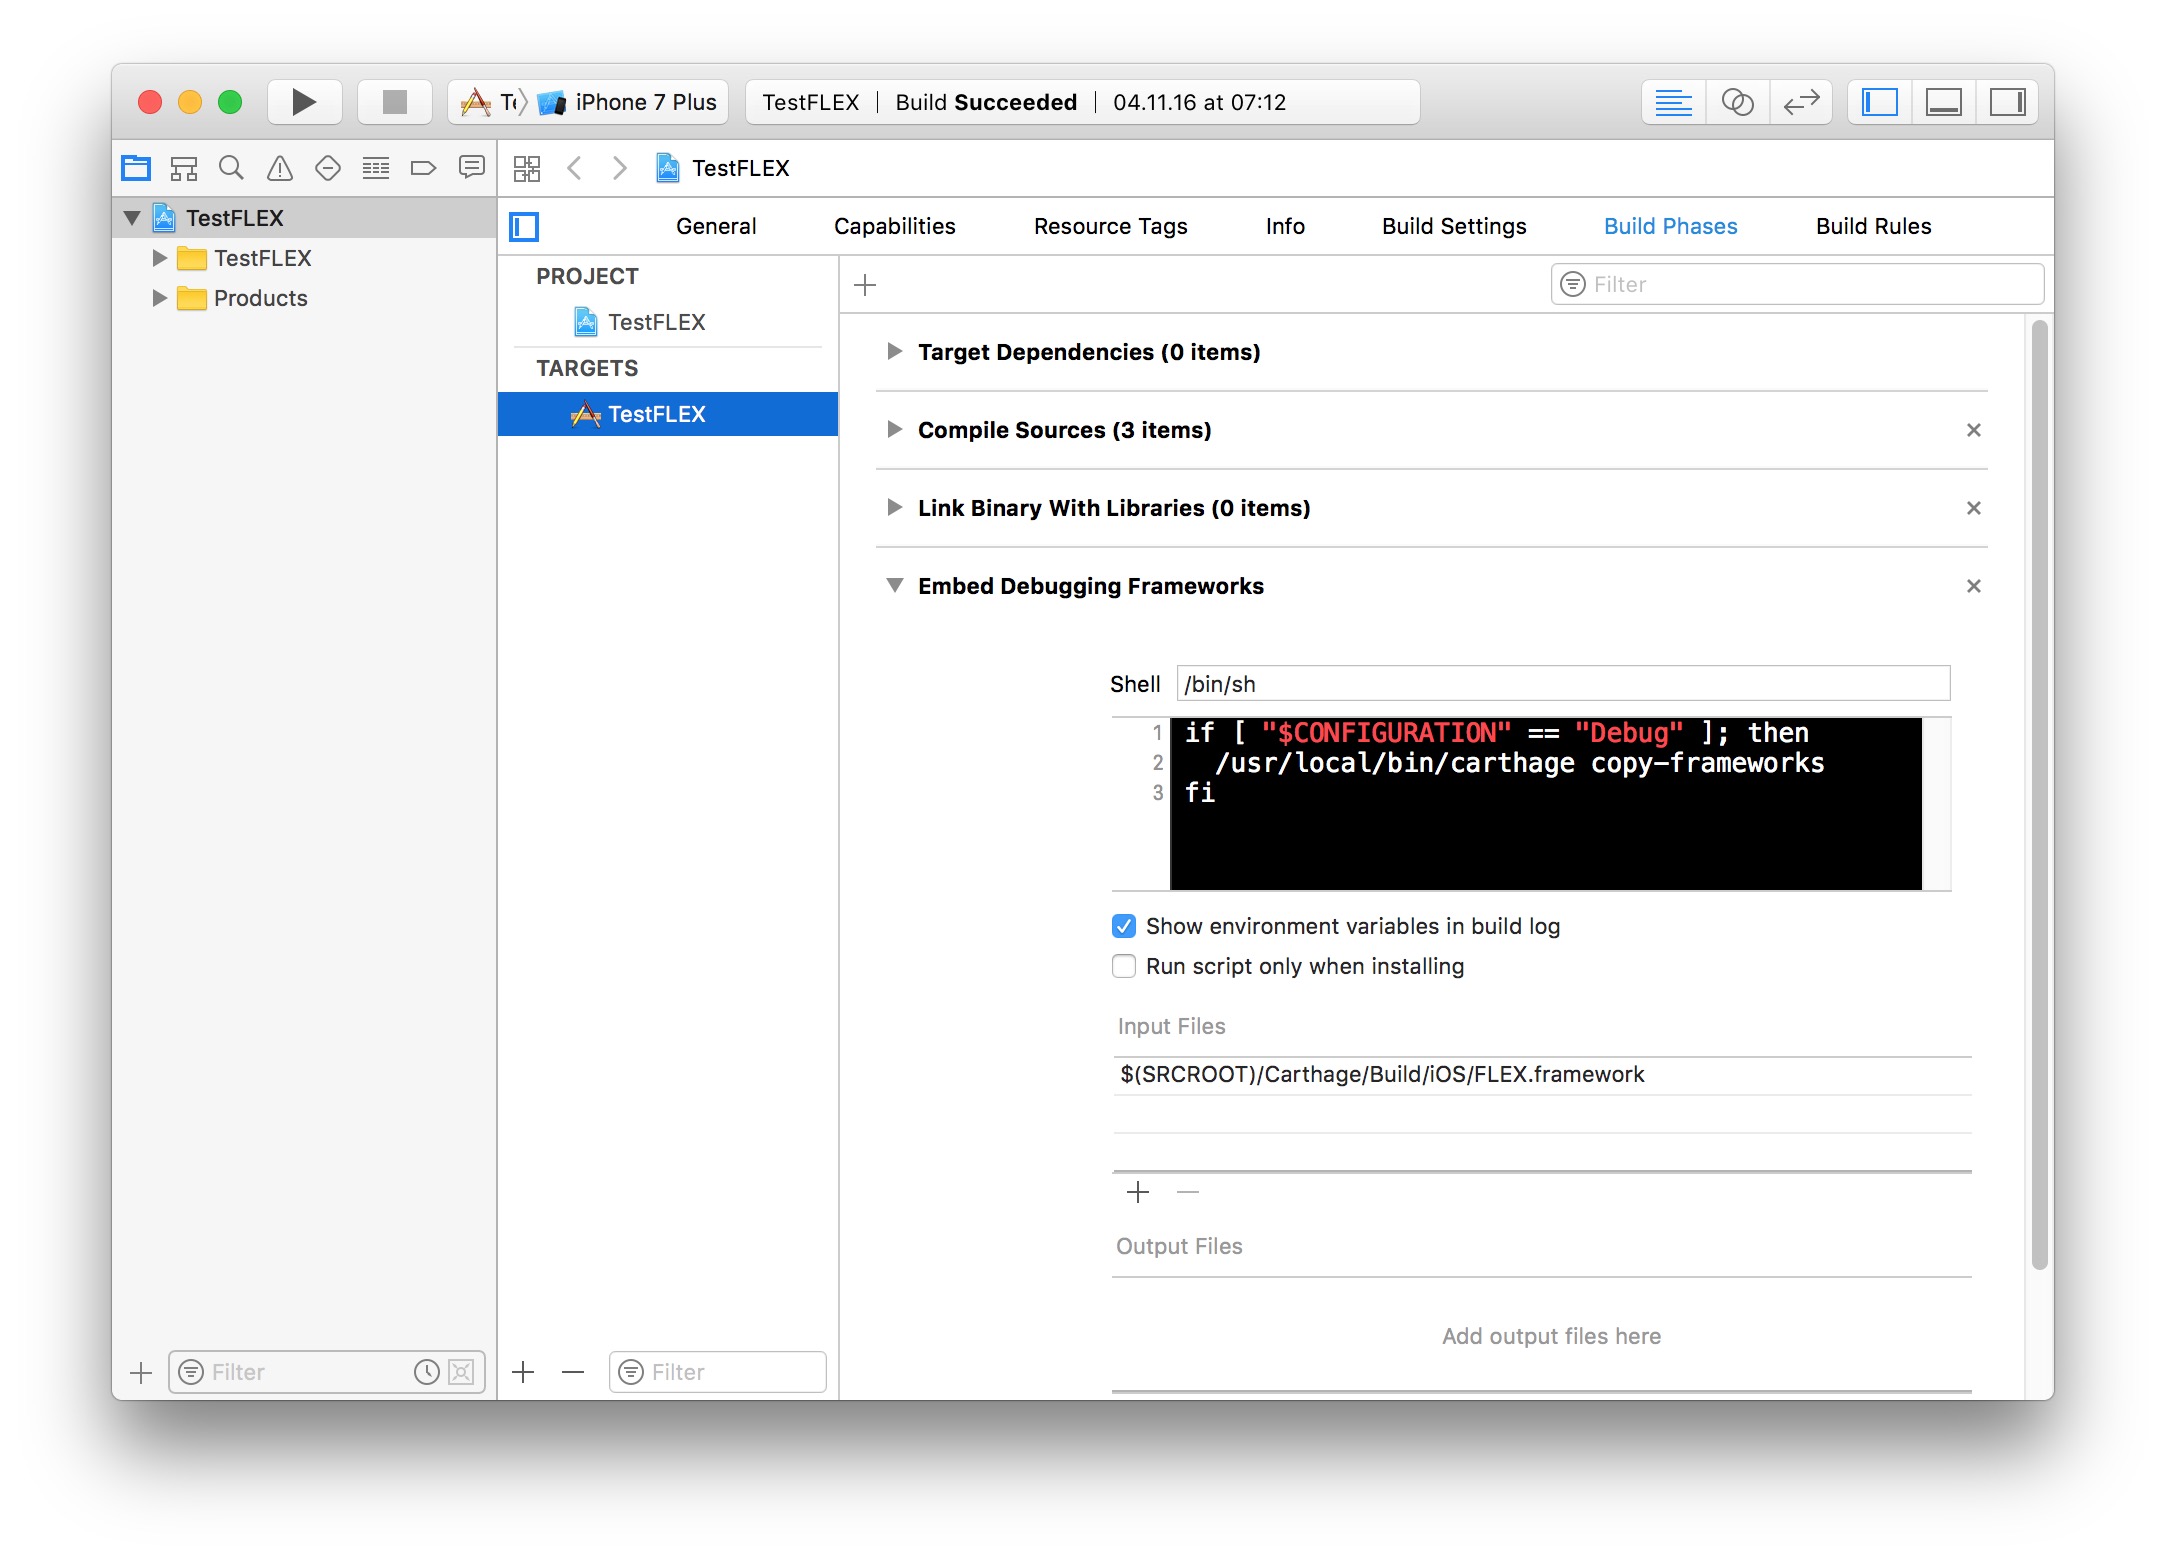 T iPhone 7 Plus
TestFLEX | Build Succeeded | 04.11.16 at 07:12
TestFLEX
TestFLEX
TestFLEX
Products
General Capabilities Resource Tags Info Build Settings Build Phases Build Rules
PROJECT
TestFLEX
TARGETS
TestFLEX
Filter
Target Dependencies (0 items)
Compile Sources (3 items)
Link Binary With Libraries (0 items)
Embed Debugging Frameworks
Shell /bin/sh
1 if [ "$CONFIGURATION" == "Debug" ]; then
2 /usr/local/bin/carthage copy-frameworks
3 fi
Show environment variables in build log
Run script only when installing
Input Files
$(SRCROOT)/Carthage/Build/iOS/FLEX.framework
Output Files
Add output files here
Filter
Filter